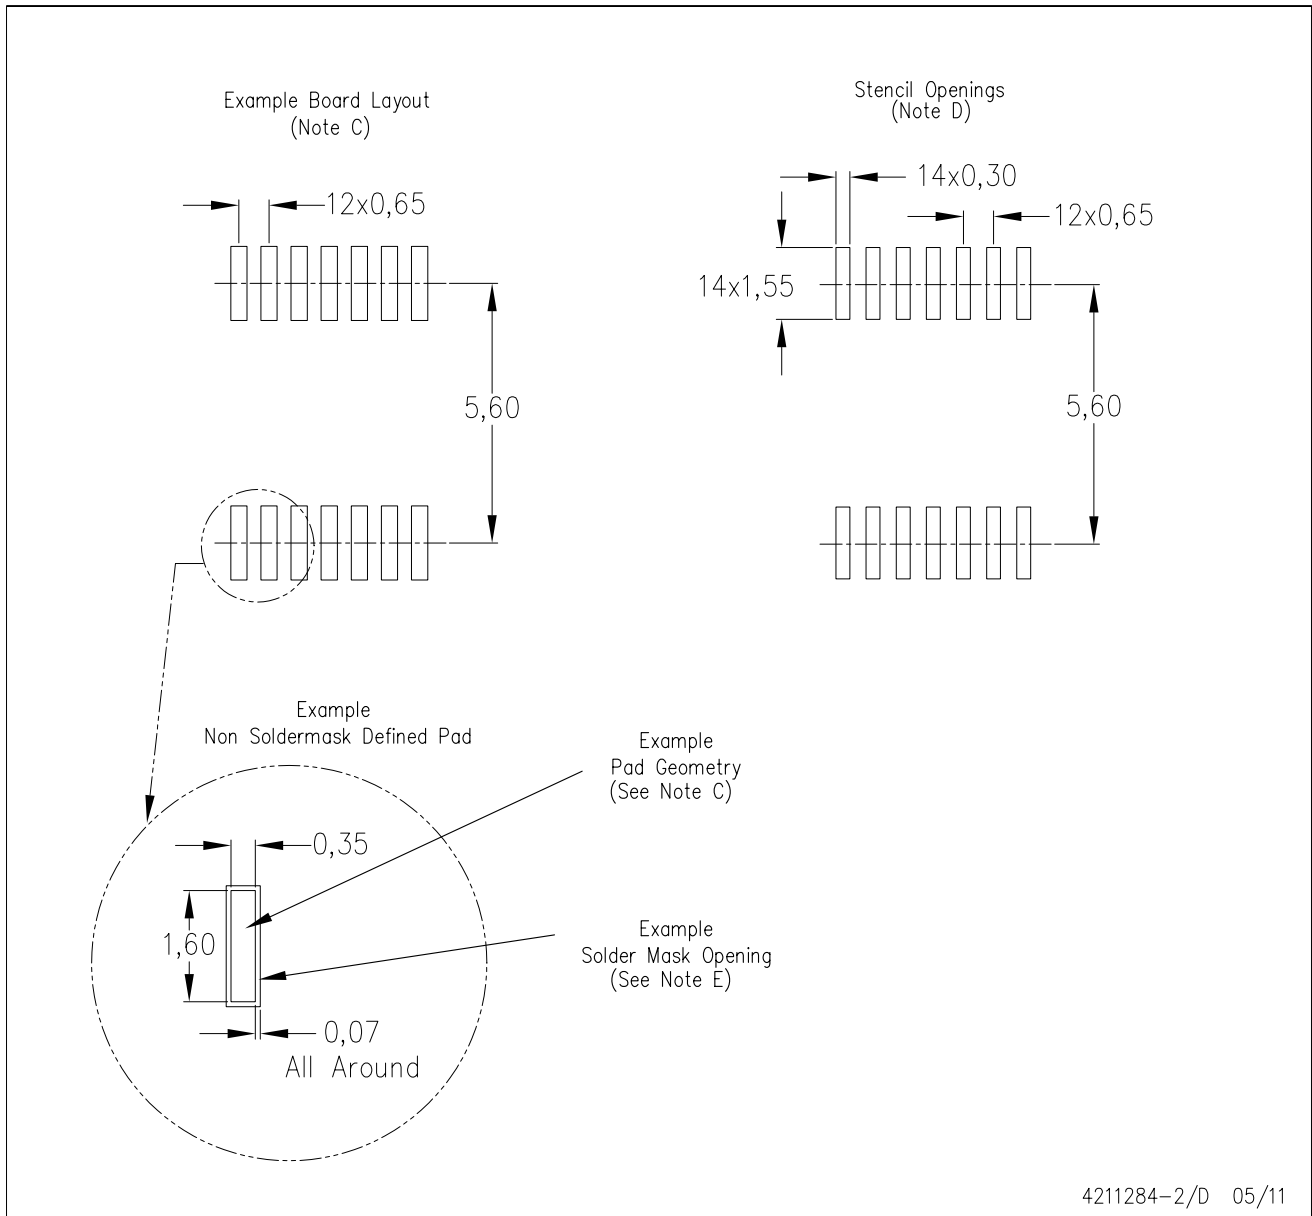 Example Board Layout
(Note C)
12x0,65
5,60
Stencil Openings
(Note D)
14x0,30
12x0,65
14x1,55
5,60
Example
Non Soldermask Defined Pad
Example
Pad Geometry
(See Note C)
0,35
1,60
Example
Solder Mask Opening
(See Note E)
0,07
All Around
4211284-2/D 05/11